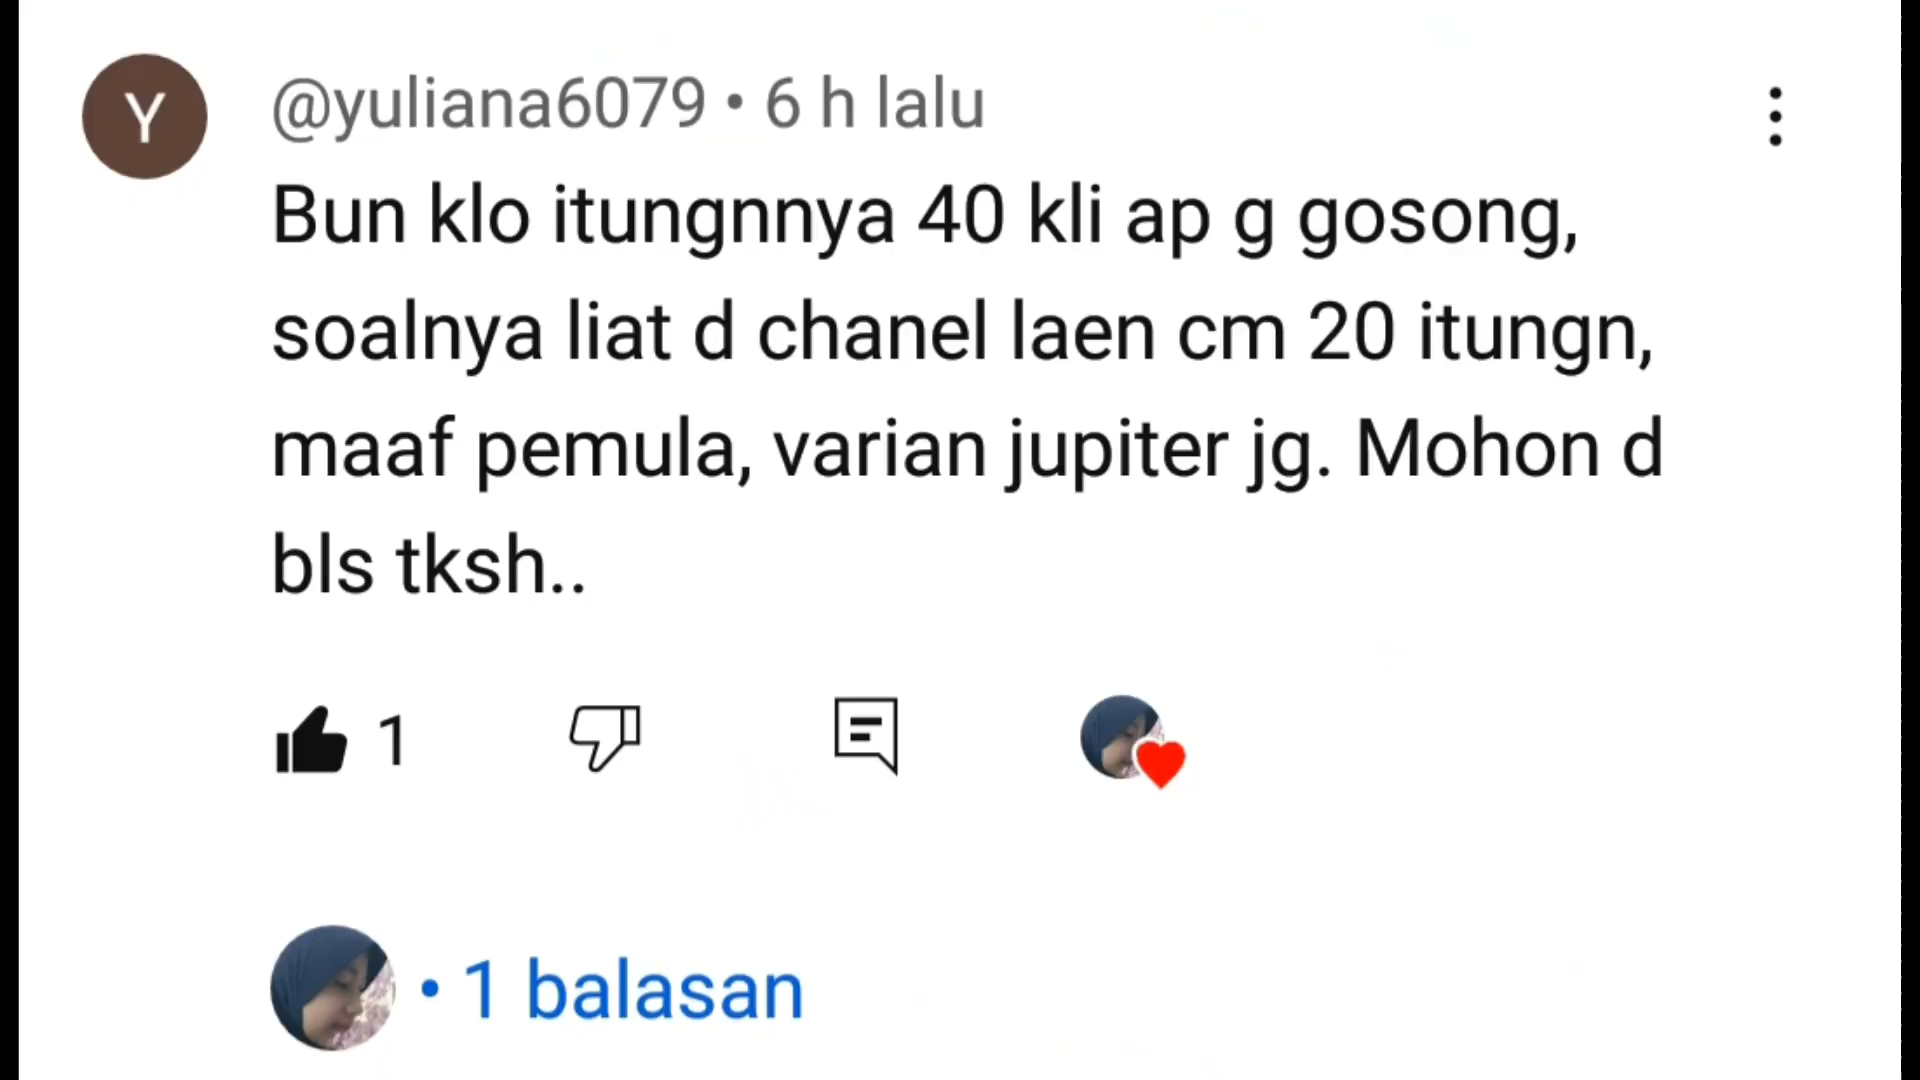 Y
@yuliana6079 • 6 h lalu
Bun klo itungnnya 40 kli ap g gosong,
soalnya liat d chanel laen cm 20 itungn,
maaf pemula, varian jupiter jg. Mohon d
bls tksh..
1
• 1 balasan